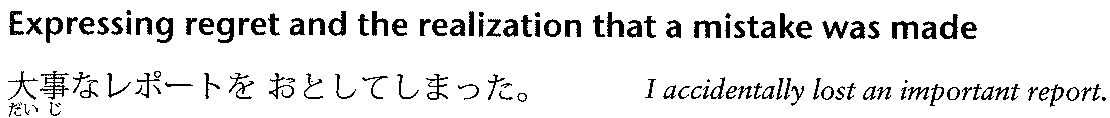 Expressing regret and the realization that a mistake was made
大事なレポートを おとしてしまった。 I accidentally lost an important report.
だい じ